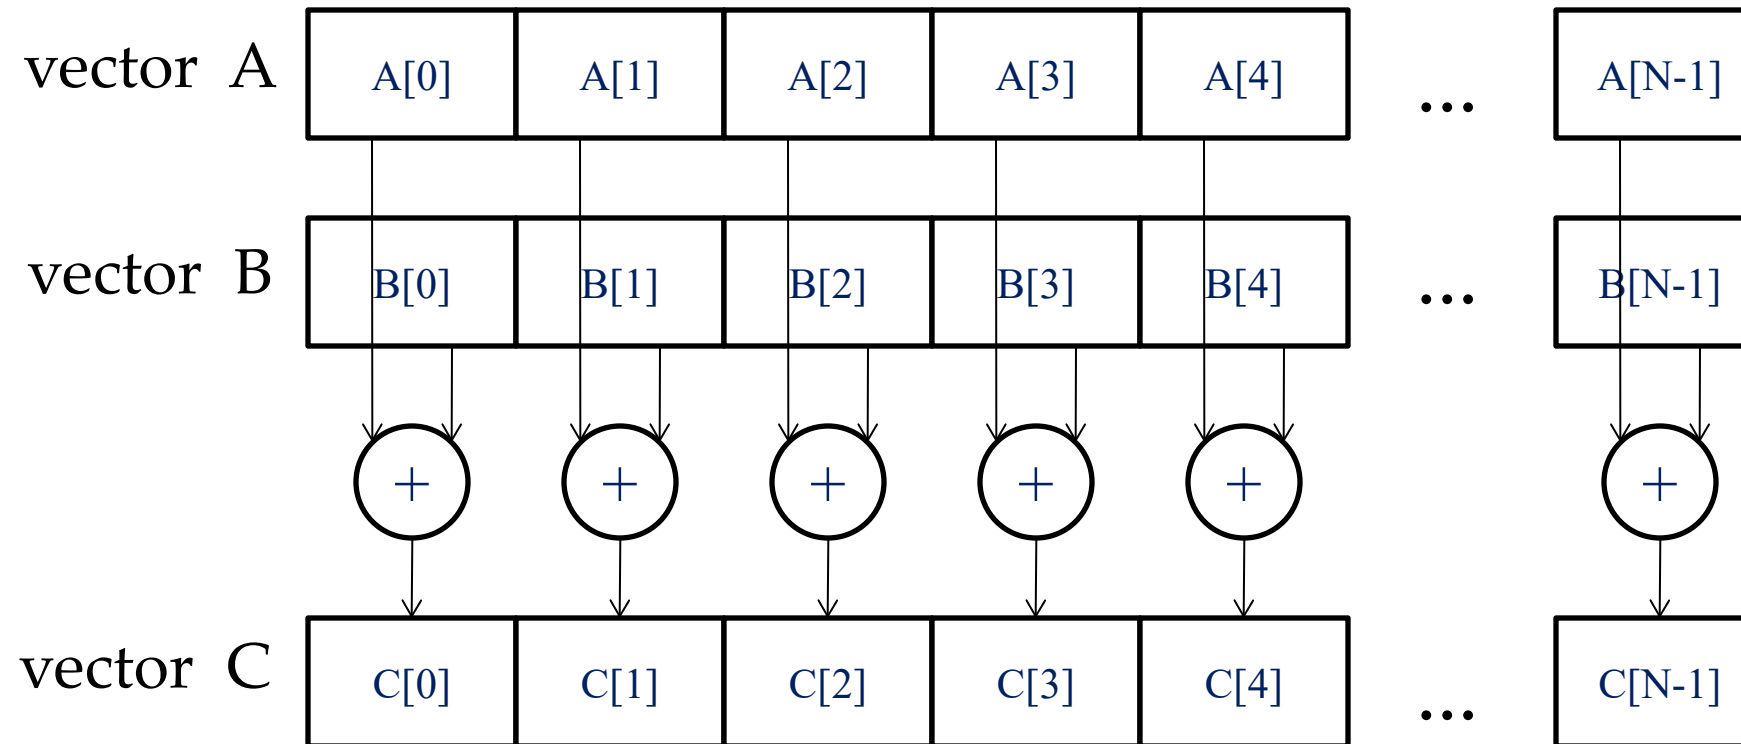 vector A A[0] A[1] A[2] A[3] A[4] ... A[N-1]
vector B B[0] B[1] B[2] B[3] B[4] ... B[N-1]
+ + + + + +
vector C C[0] C[1] C[2] C[3] C[4] ... C[N-1]